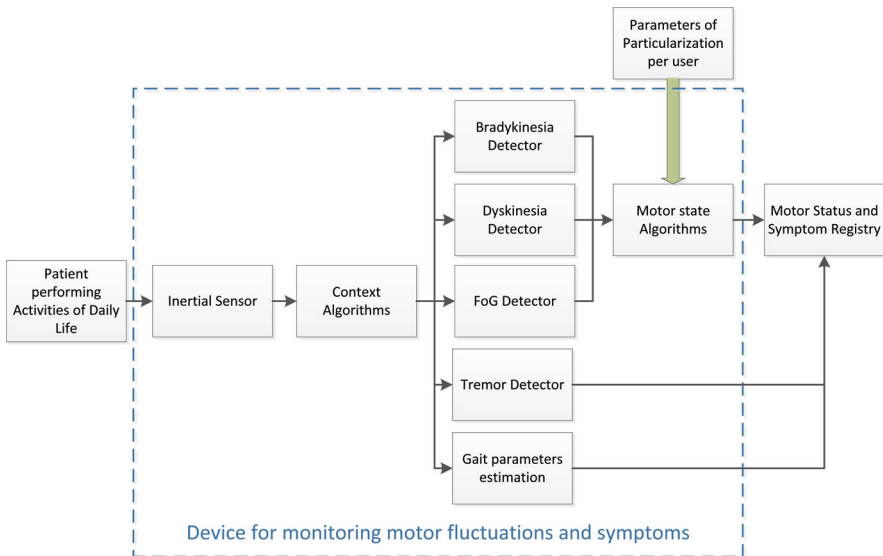 Parameters of
Particularization
per user
Bradykinesia
Detector
Dyskinesia
Detector
Motor state
Algorithms
Motor Status and
Symptom Registry
Patient
performing
Activities of Daily
Life
Inertial Sensor
Context
Algorithms
FoG Detector
Tremor Detector
Gait parameters
estimation
Device for monitoring motor fluctuations and symptoms